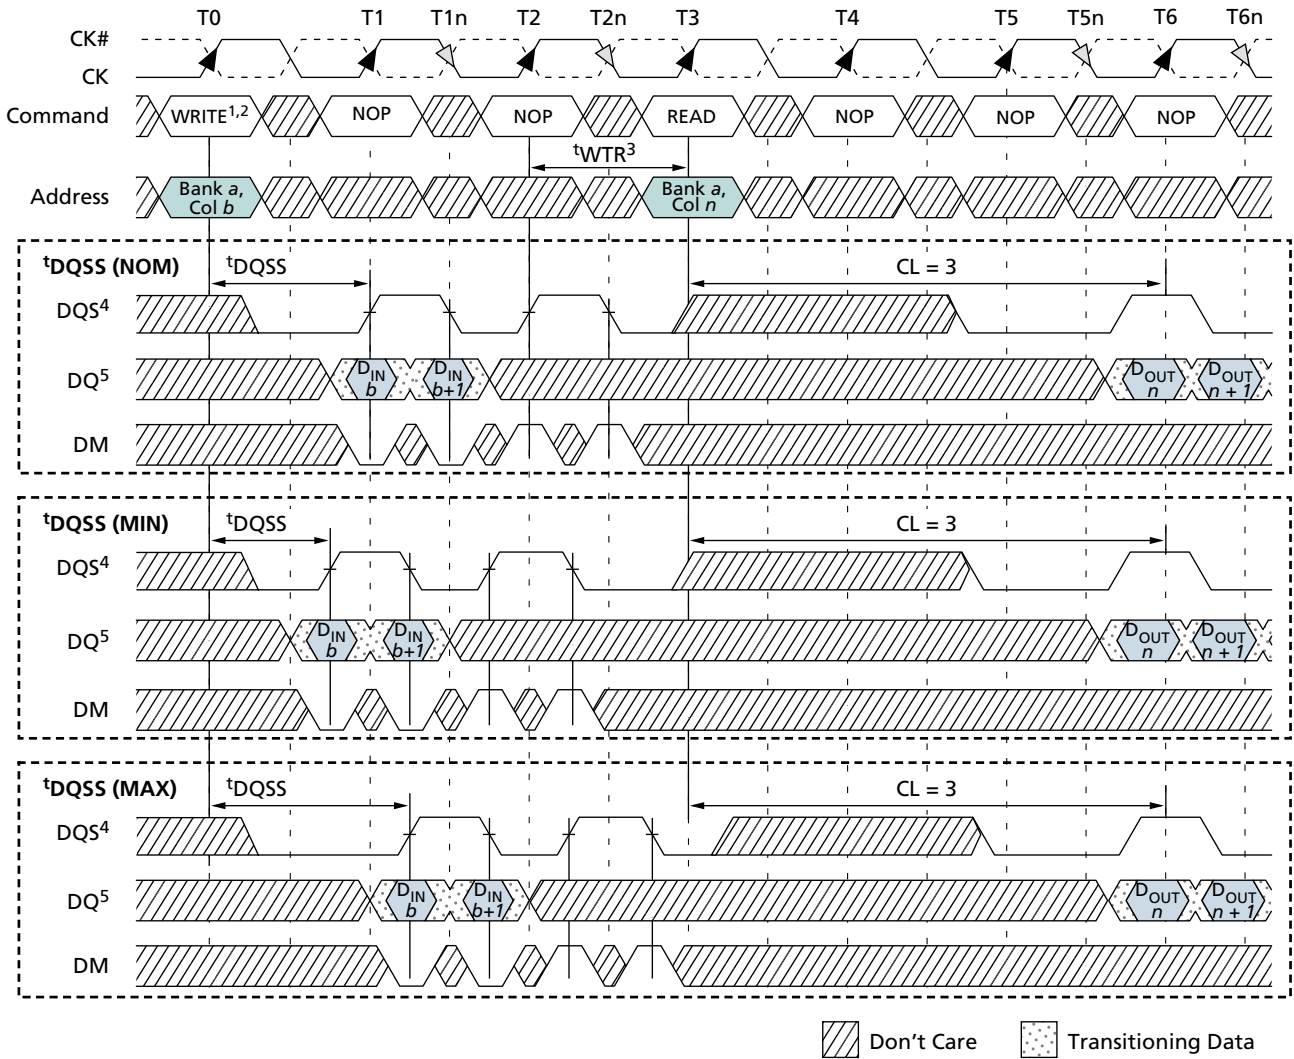 T0 T1 T1n T2 T2n T3 T4 T5 T5n T6 T6n
CK#
CK
Command WRITE1,2 NOP NOP READ NOP NOP NOP
tWTR3
Address Bank a, Col b Bank a, Col n
tDQSS (NOM) tDQSS CL = 3
DQS4
DQ5 DIN b DIN b+1 DOUT n DOUT n + 1
DM
tDQSS (MIN) tDQSS CL = 3
DQS4
DQ5 DIN b DIN b+1 DOUT n DOUT n + 1
DM
tDQSS (MAX) tDQSS CL = 3
DQS4
DQ5 DIN b DIN b+1 DOUT n DOUT n + 1
DM
Don't Care Transitioning Data